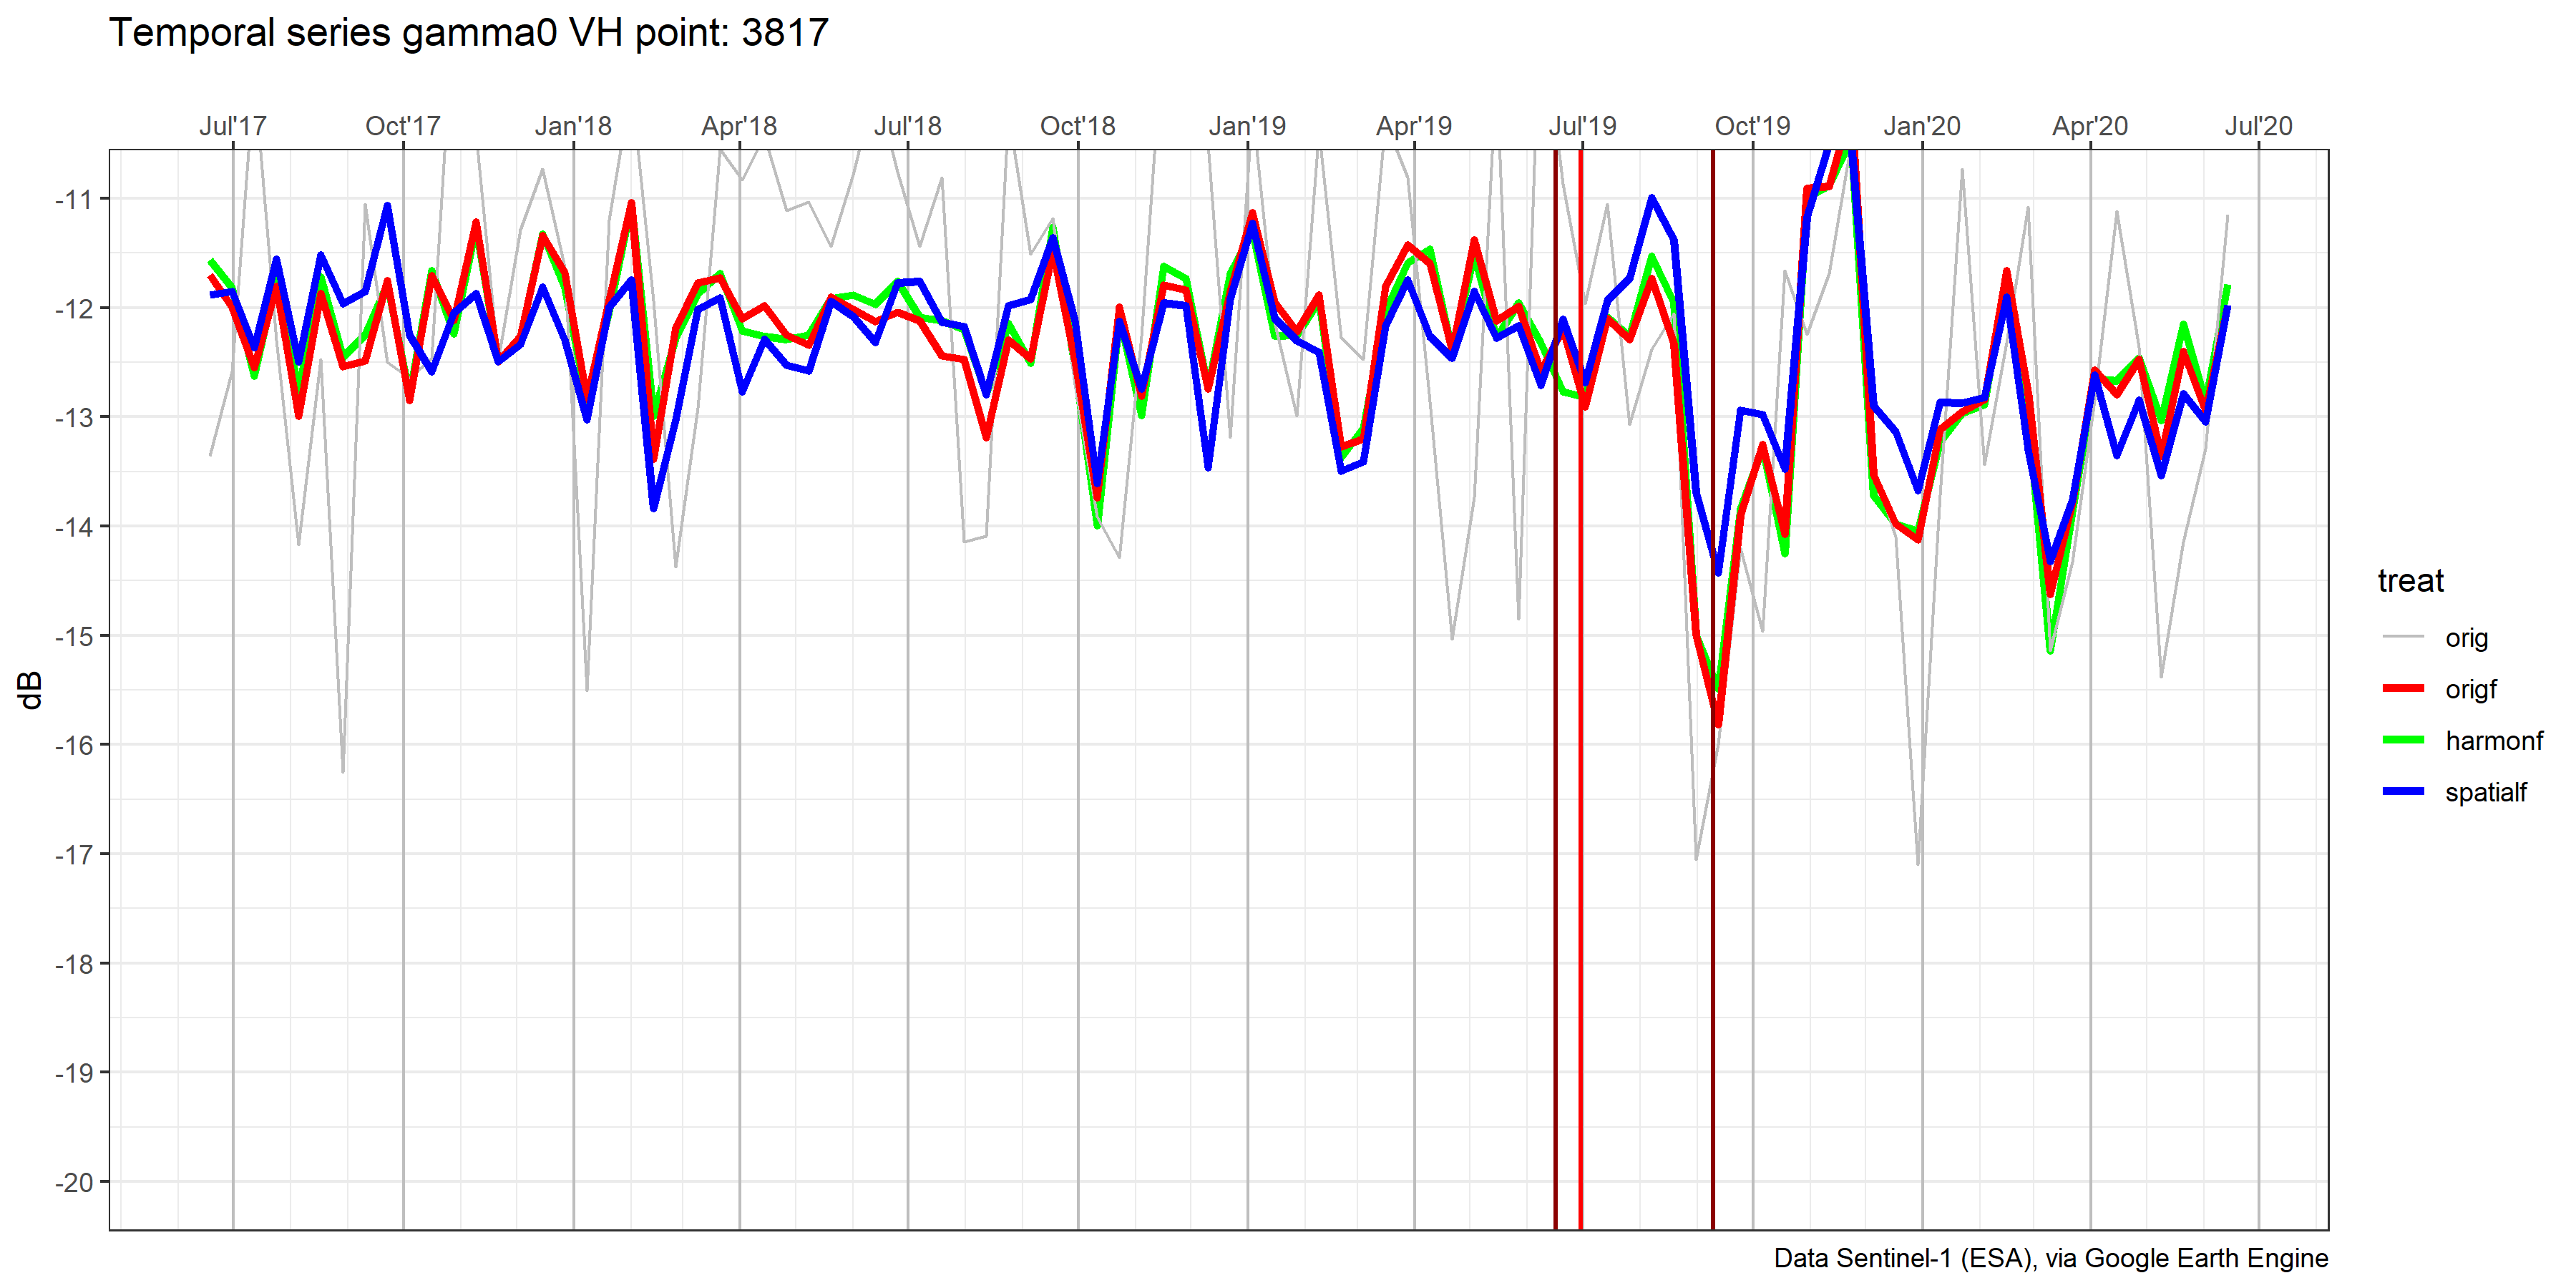 Temporal series gamma0 VH point: 3817
Jul'17 Oct'17 Jan'18 Apr'18 Jul'18 Oct'18 Jan'19 Apr'19 Jul'19 Oct'19 Jan'20 Apr'20 Jul'20
-11
-12
-13
-14
-15
-16
-17
-18
-19
-20
dB
treat
orig
origf
harmonf
spatialf
Data Sentinel-1 (ESA), via Google Earth Engine